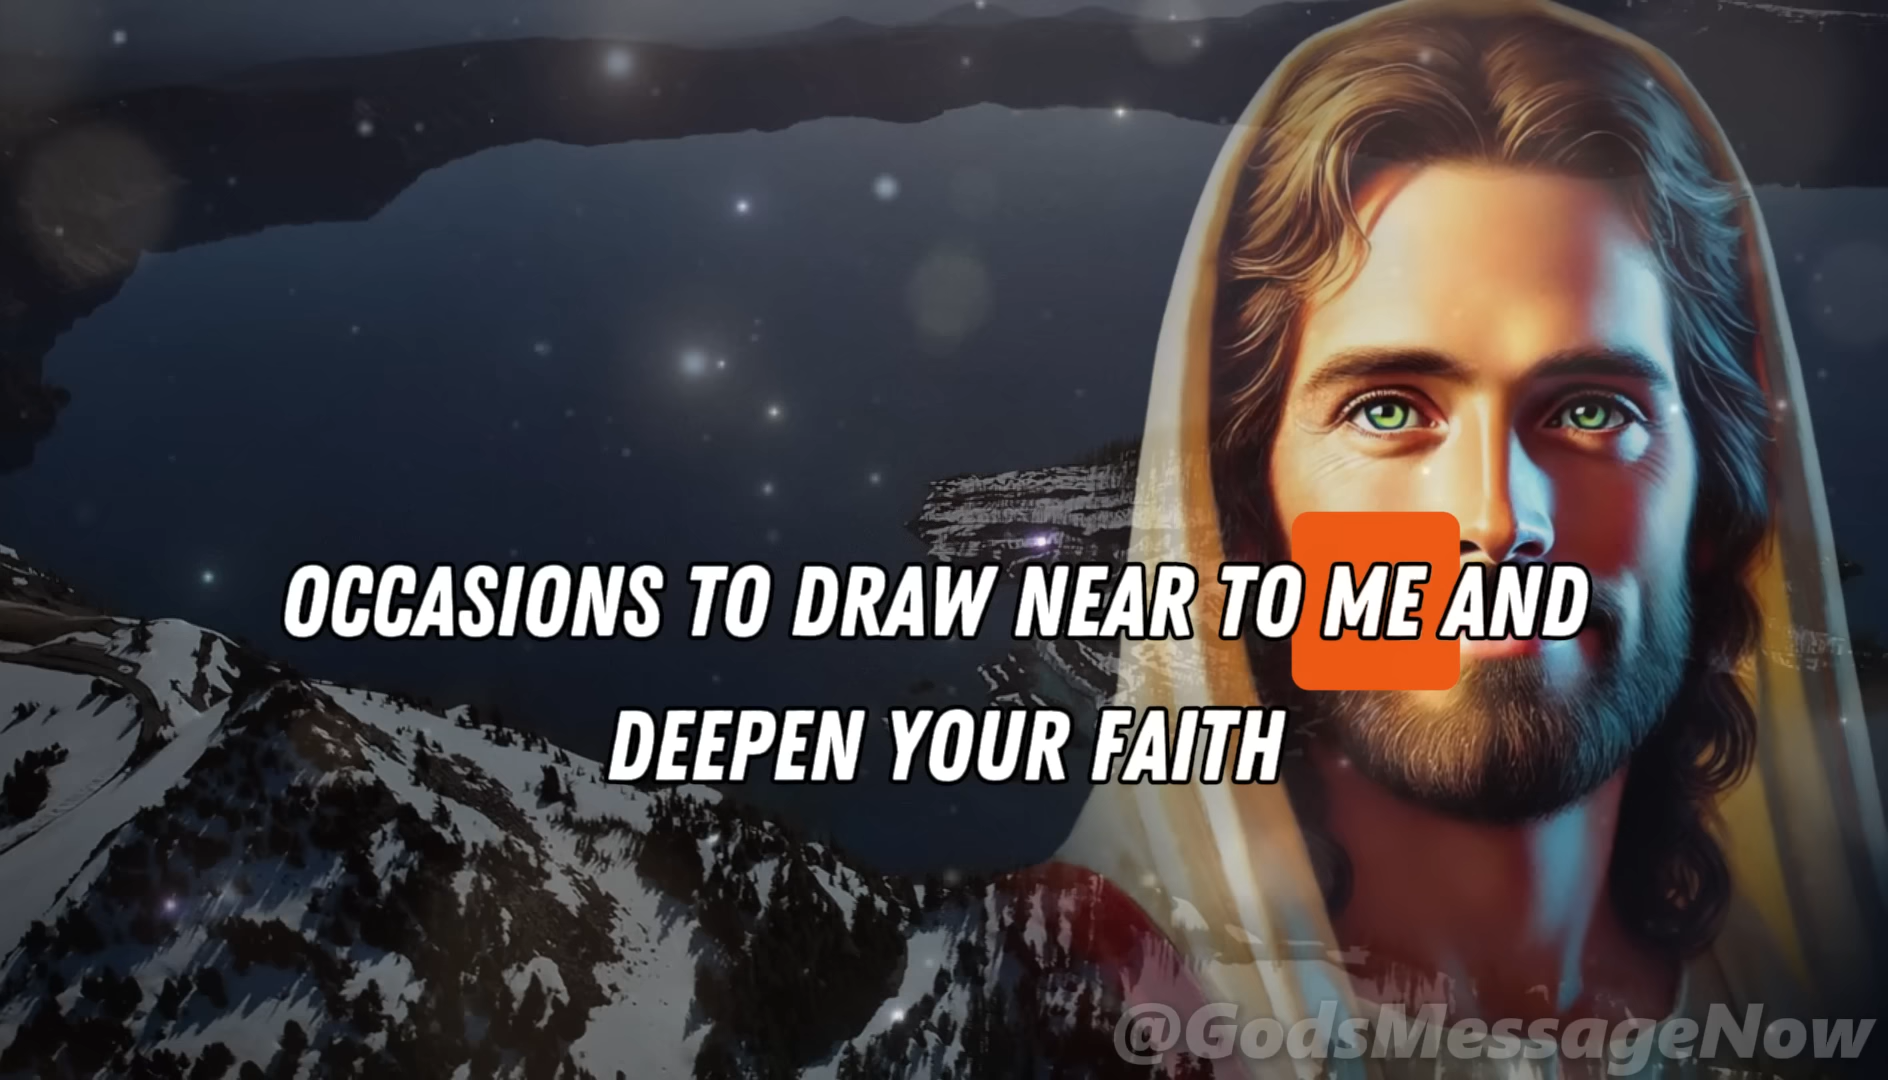 OCCASIONS TO DRAW NEAR TO ME AND
DEEPEN YOUR FAITH
@GodsMessageNow